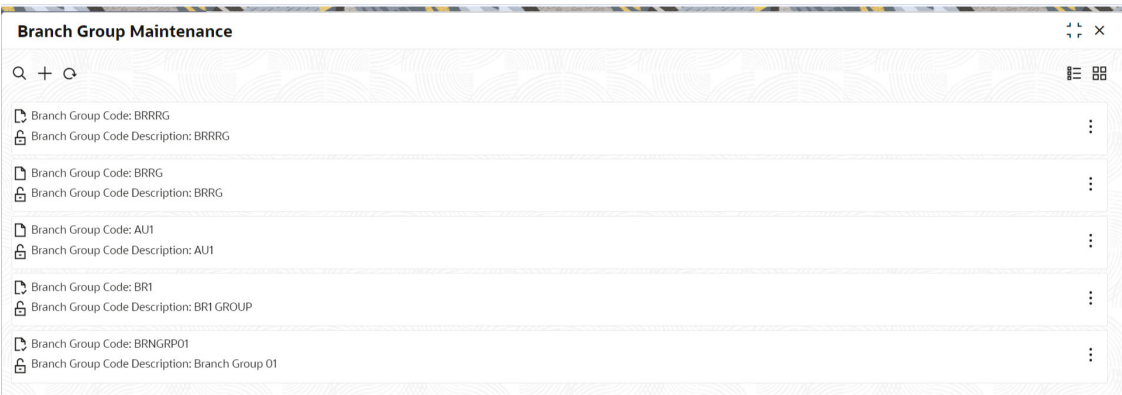 Branch Group Maintenance
Branch Group Code: BRRRG
Branch Group Code Description: BRRRG
Branch Group Code: BRRG
Branch Group Code Description: BRRG
Branch Group Code: AU1
Branch Group Code Description: AU1
Branch Group Code: BR1
Branch Group Code Description: BR1 GROUP
Branch Group Code: BRNGRP01
Branch Group Code Description: Branch Group 01